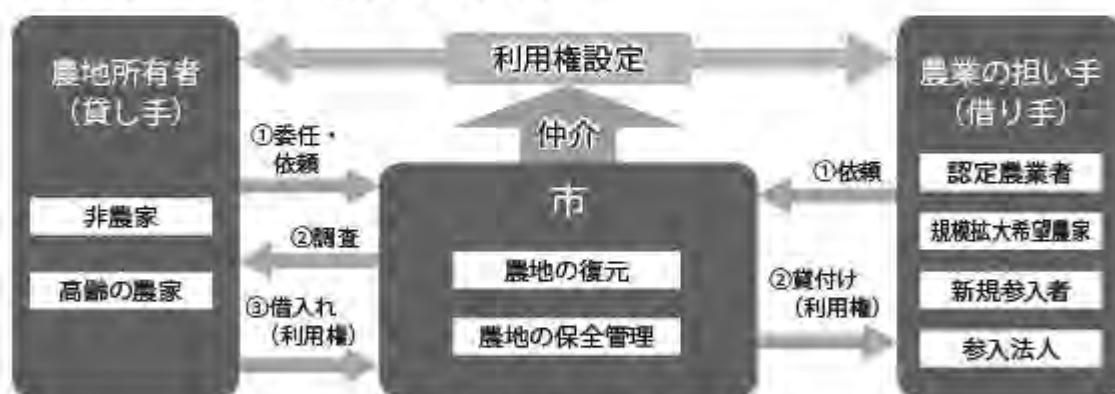 農地所有者
(貸し手)
非農家
高齢の農家
利用権設定
仲介
①委任・
依頼
②調査
③借入れ
(利用権)
市
農地の復元
農地の保全管理
①依頼
②貸付け
(利用権)
農業の担い手
(借り手)
認定農業者
規模拡大希望農家
新規参入者
参入法人